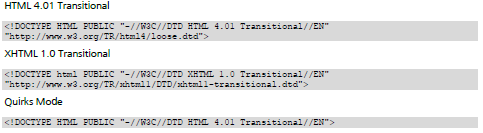 HTML 4.01 Transitional
<!DOCTYPE HTML PUBLIC "-//W3C//DTD HTML 4.01 Transitional//EN"
"http://www.w3.org/TR/html4/loose.dtd">
XHTML 1.0 Transitional
<!DOCTYPE html PUBLIC "-//W3C//DTD XHTML 1.0 Transitional//EN"
"http://www.w3.org/TR/xhtml1/DTD/xhtml1-transitional.dtd">
Quirks Mode
<!DOCTYPE HTML PUBLIC "-//W3C//DTD HTML 4.01 Transitional//EN">